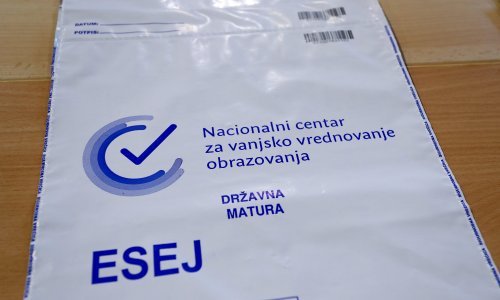 DATUM:
POTPIS:
Nacionalni centar
za vanjsko vrednovanje
obrazovanja
DRŽAVNA
MATURA
ESEJ